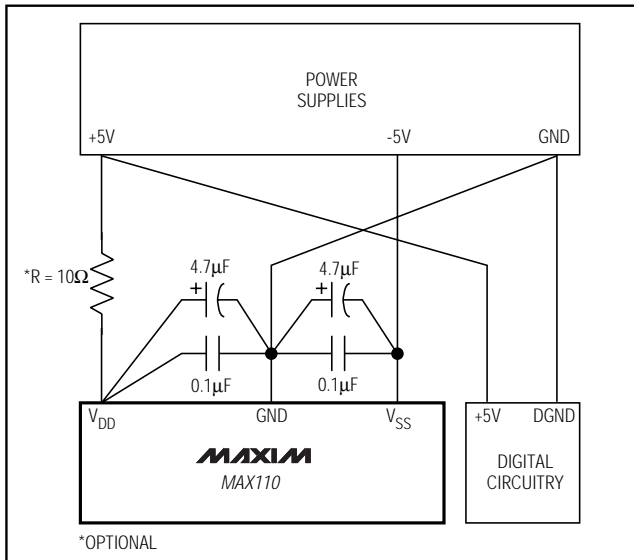 POWER
SUPPLIES
+5V -5V GND
*R = 10Ω
4.7μF 4.7μF
+ +
0.1μF 0.1μF
VDD GND VSS
+5V DGND
MAXIM
MAX110
DIGITAL
CIRCUITRY
*OPTIONAL